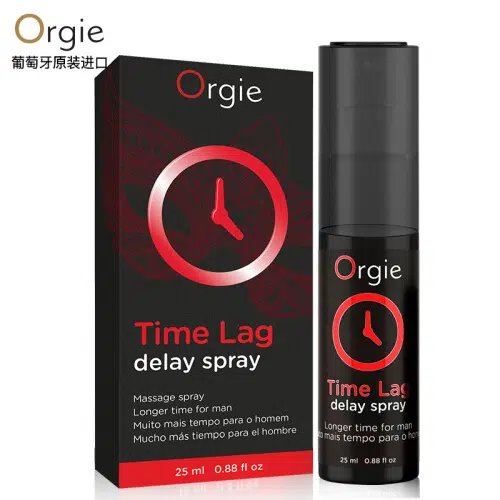 Orgie
葡萄牙原装进口
Orgie
Time Lag
delay spray
Massage spray
Longer time for man
Muito mais tempo para o homem
Mucho más tiempo para el hombre
25 ml 0.88 fl oz
Orgie
Time Lag
delay spray
Longer time for man
uito mais tempo para o homem
25 ml 0.88 fl oz